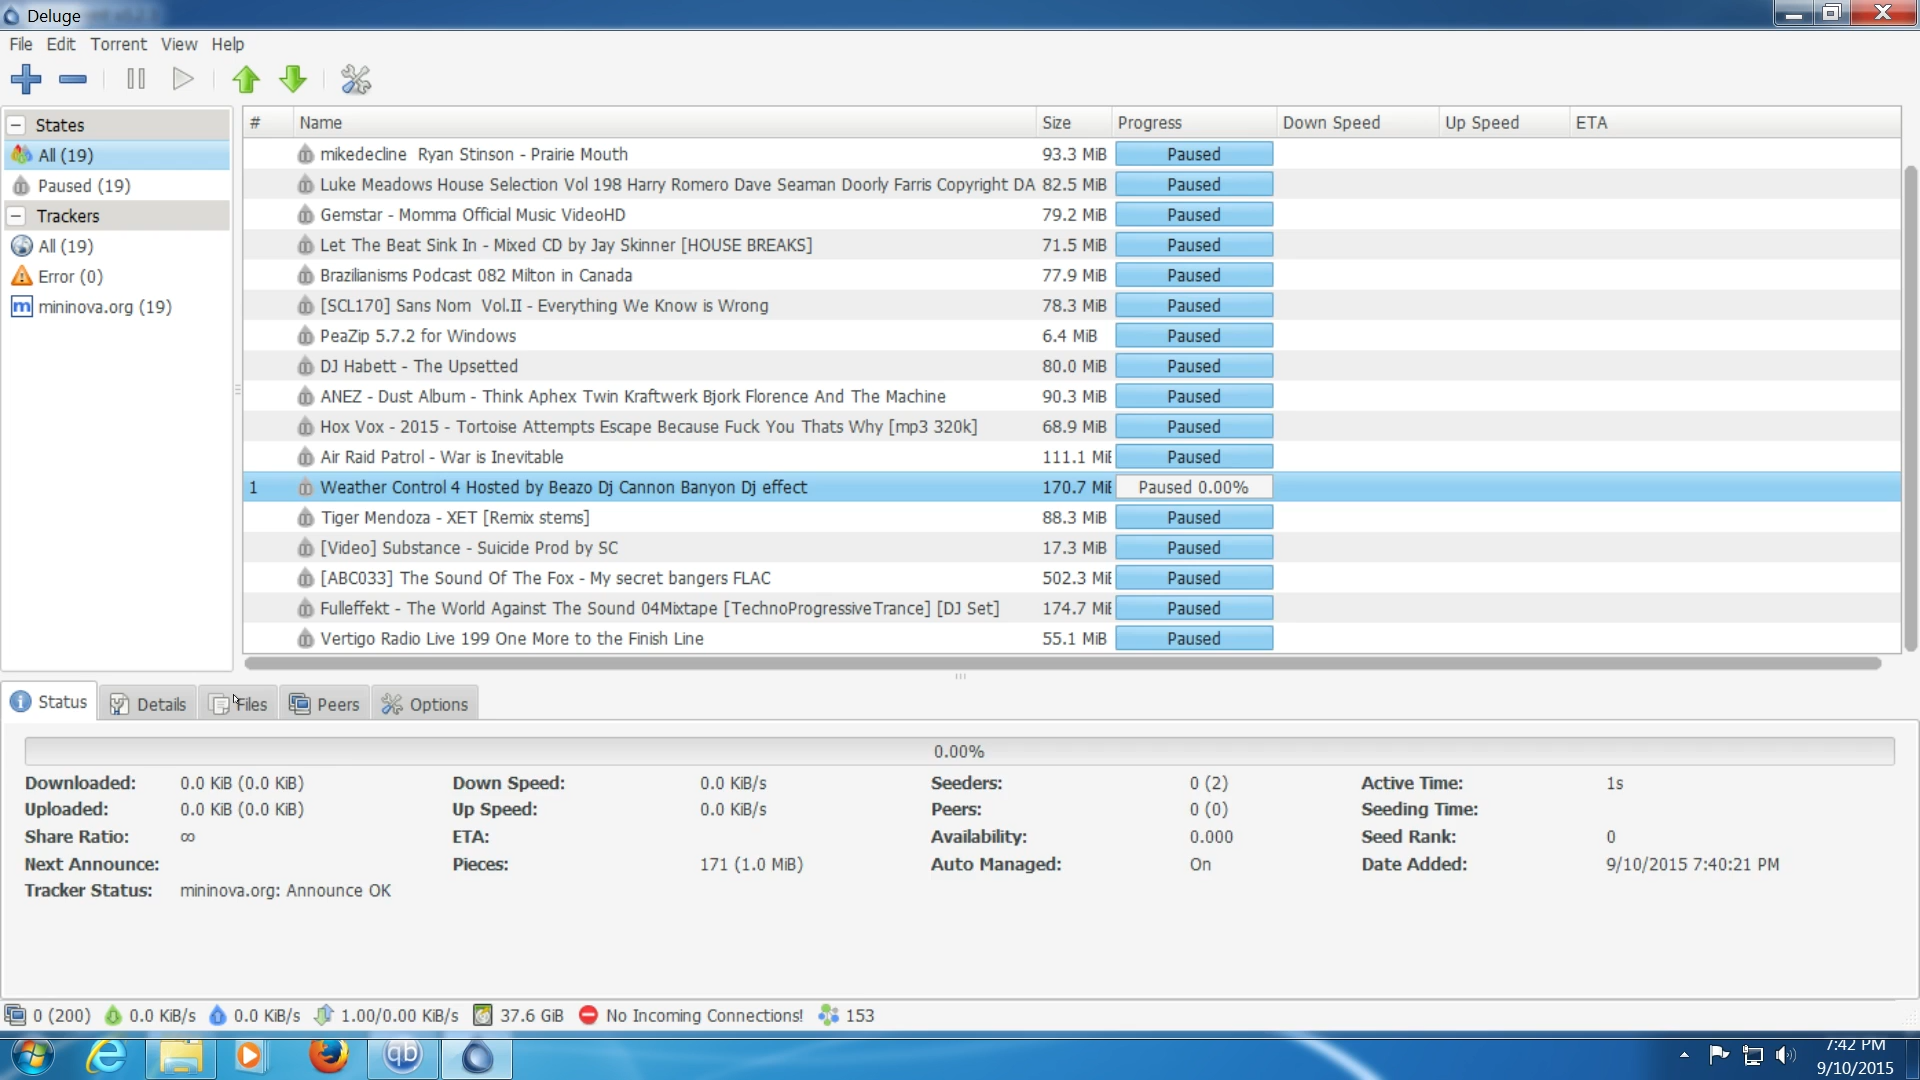 Deluge
File Edit Torrent View Help
States
All (19)
Paused (19)
Trackers
All (19)
Error (0)
m mininova.org (19)
# Name Size Progress Down Speed Up Speed ETA
mikedecline Ryan Stinson - Prairie Mouth 93.3 MiB Paused
Luke Meadows House Selection Vol 198 Harry Romero Dave Seaman Doorly Farris Copyright DA 82.5 MiB Paused
Gemstar - Momma Official Music VideoHD 79.2 MiB Paused
Let The Beat Sink In - Mixed CD by Jay Skinner [HOUSE BREAKS] 71.5 MiB Paused
Brazilianisms Podcast 082 Milton in Canada 77.9 MiB Paused
[SCL170] Sans Nom Vol.II - Everything We Know is Wrong 78.3 MiB Paused
PeaZip 5.7.2 for Windows 6.4 MiB Paused
DJ Habett - The Upsetted 80.0 MiB Paused
ANEZ - Dust Album - Think Aphex Twin Kraftwerk Bjork Florence And The Machine 90.3 MiB Paused
Hox Vox - 2015 - Tortoise Attempts Escape Because Fuck You Thats Why [mp3 320k] 68.9 MiB Paused
Air Raid Patrol - War is Inevitable 111.1 MiB Paused
1 Weather Control 4 Hosted by Beazo Dj Cannon Banyon Dj effect 170.7 MiB Paused 0.00%
Tiger Mendoza - XET [Remix stems] 88.3 MiB Paused
[Video] Substance - Suicide Prod by SC 17.3 MiB Paused
[ABC033] The Sound Of The Fox - My secret bangers FLAC 502.3 MiB Paused
Fulleffekt - The World Against The Sound 04Mixtape [TechnoProgressiveTrance] [DJ Set] 174.7 MiB Paused
Vertigo Radio Live 199 One More to the Finish Line 55.1 MiB Paused
Status Details Files Peers Options
0.00%
Downloaded: 0.0 KiB (0.0 KiB) Down Speed: 0.0 KiB/s Seeders: 0 (2) Active Time: 1s
Uploaded: 0.0 KiB (0.0 KiB) Up Speed: 0.0 KiB/s Peers: 0 (0) Seeding Time:
Share Ratio: ∞ ETA: Availability: 0.000 Seed Rank: 0
Next Announce: Pieces: 171 (1.0 MiB) Auto Managed: On Date Added: 9/10/2015 7:40:21 PM
Tracker Status: mininova.org: Announce OK
0 (200) 0.0 KiB/s 0.0 KiB/s 1.00/0.00 KiB/s 37.6 GiB No Incoming Connections! 153
qb
7:42 PM
9/10/2015